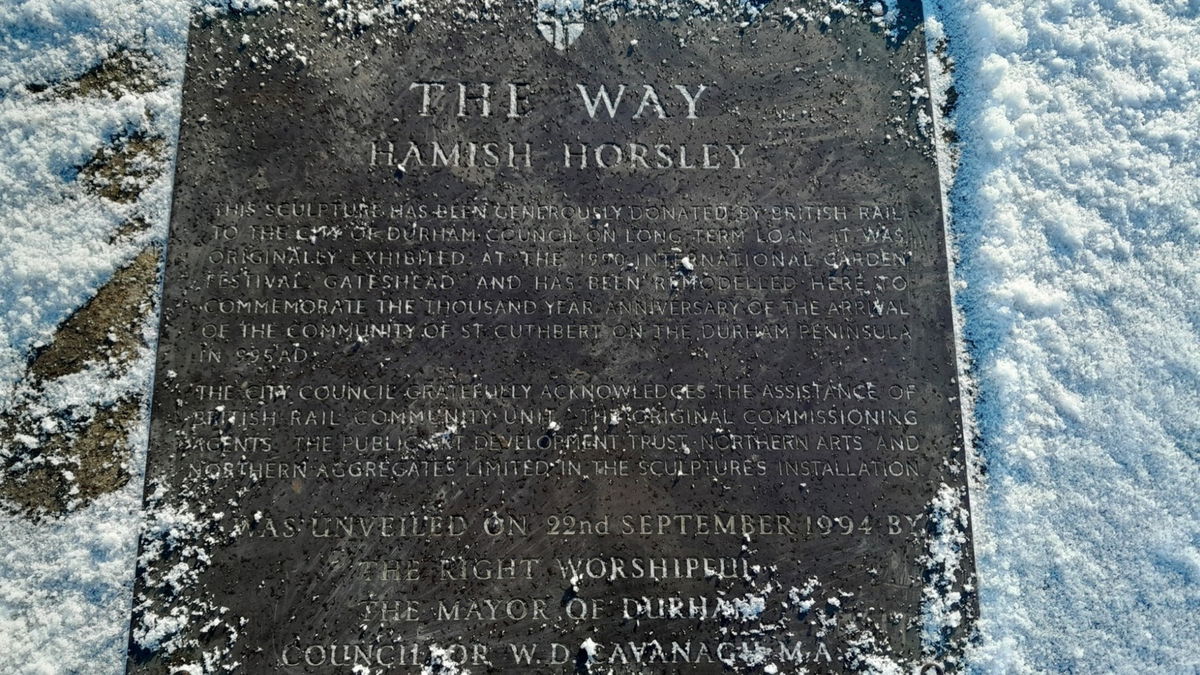 THE WAY
HAMISH HORSLEY
THIS SCULPTURE HAS BEEN GENEROUSLY DONATED BY BRITISH RAIL
TO THE CITY OF DURHAM COUNCIL ON LONG TERM LOAN. IT WAS
ORIGINALLY EXHIBITED AT THE 1990 INTERNATIONAL GARDEN
FESTIVAL, GATESHEAD AND HAS BEEN REMODELLED HERE TO
COMMEMORATE THE THOUSAND YEAR ANNIVERSARY OF THE ARRIVAL
OF THE COMMUNITY OF ST. CUTHBERT ON THE DURHAM PENINSULA
IN 995 AD.
THE CITY COUNCIL GRATEFULLY ACKNOWLEDGES THE ASSISTANCE OF
BRITISH RAIL COMMUNITY UNIT, THE ORIGINAL COMMISSIONING
AGENTS, THE PUBLIC ART DEVELOPMENT TRUST, NORTHERN ARTS AND
NORTHERN AGGREGATES LIMITED IN THE SCULPTURES INSTALLATION.
WAS UNVEILED ON 22nd SEPTEMBER 1994 BY
THE RIGHT WORSHIPFUL
THE MAYOR OF DURHAM
COUNCILLOR W.D. CAVANAGH M.A.